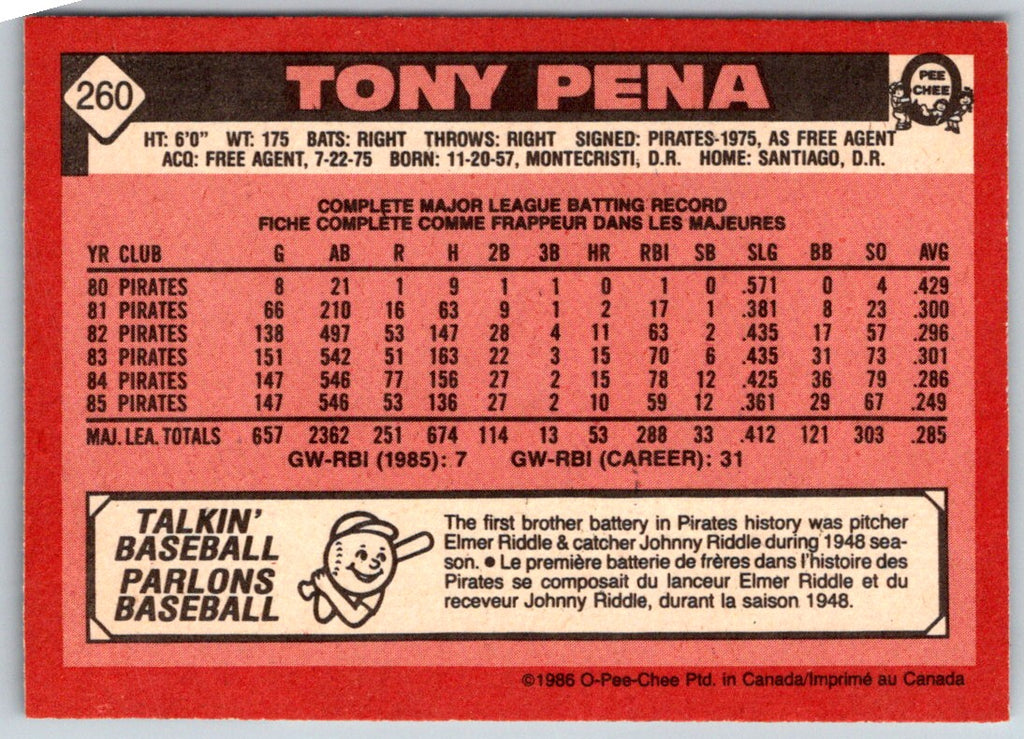 260
TONY PENA
PEE
CHEE
HT: 6'0" WT: 175 BATS: RIGHT THROWS: RIGHT SIGNED: PIRATES-1975, AS FREE AGENT
ACQ: FREE AGENT, 7-22-75 BORN: 11-20-57, MONTECRISTI, D.R. HOME: SANTIAGO, D.R.
COMPLETE MAJOR LEAGUE BATTING RECORD
FICHE COMPLÈTE COMME FRAPPEUR DANS LES MAJEURES
YR CLUB G AB R H 2B 3B HR RBI SB SLG BB SO AVG
80 PIRATES 8 21 1 9 1 1 0 1 0 .571 0 4 .429
81 PIRATES 66 210 16 63 9 1 2 17 1 .381 8 23 .300
82 PIRATES 138 497 53 147 28 4 11 63 2 .435 17 57 .296
83 PIRATES 151 542 51 163 22 3 15 70 6 .435 31 73 .301
84 PIRATES 147 546 77 156 27 2 15 78 12 .425 36 79 .286
85 PIRATES 147 546 53 136 27 2 10 59 12 .361 29 67 .249
MAJ. LEA. TOTALS 657 2362 251 674 114 13 53 288 33 .412 121 303 .285
GW-RBI (1985): 7 GW-RBI (CAREER): 31
TALKIN'
BASEBALL
PARLONS
BASEBALL
The first brother battery in Pirates history was pitcher
Elmer Riddle & catcher Johnny Riddle during 1948 sea-
son. ● Le première batterie de frères dans l'histoire des
Pirates se composait du lanceur Elmer Riddle et du
receveur Johnny Riddle, durant la saison 1948.
©1986 O-Pee-Chee Ptd. in Canada/Imprimé au Canada